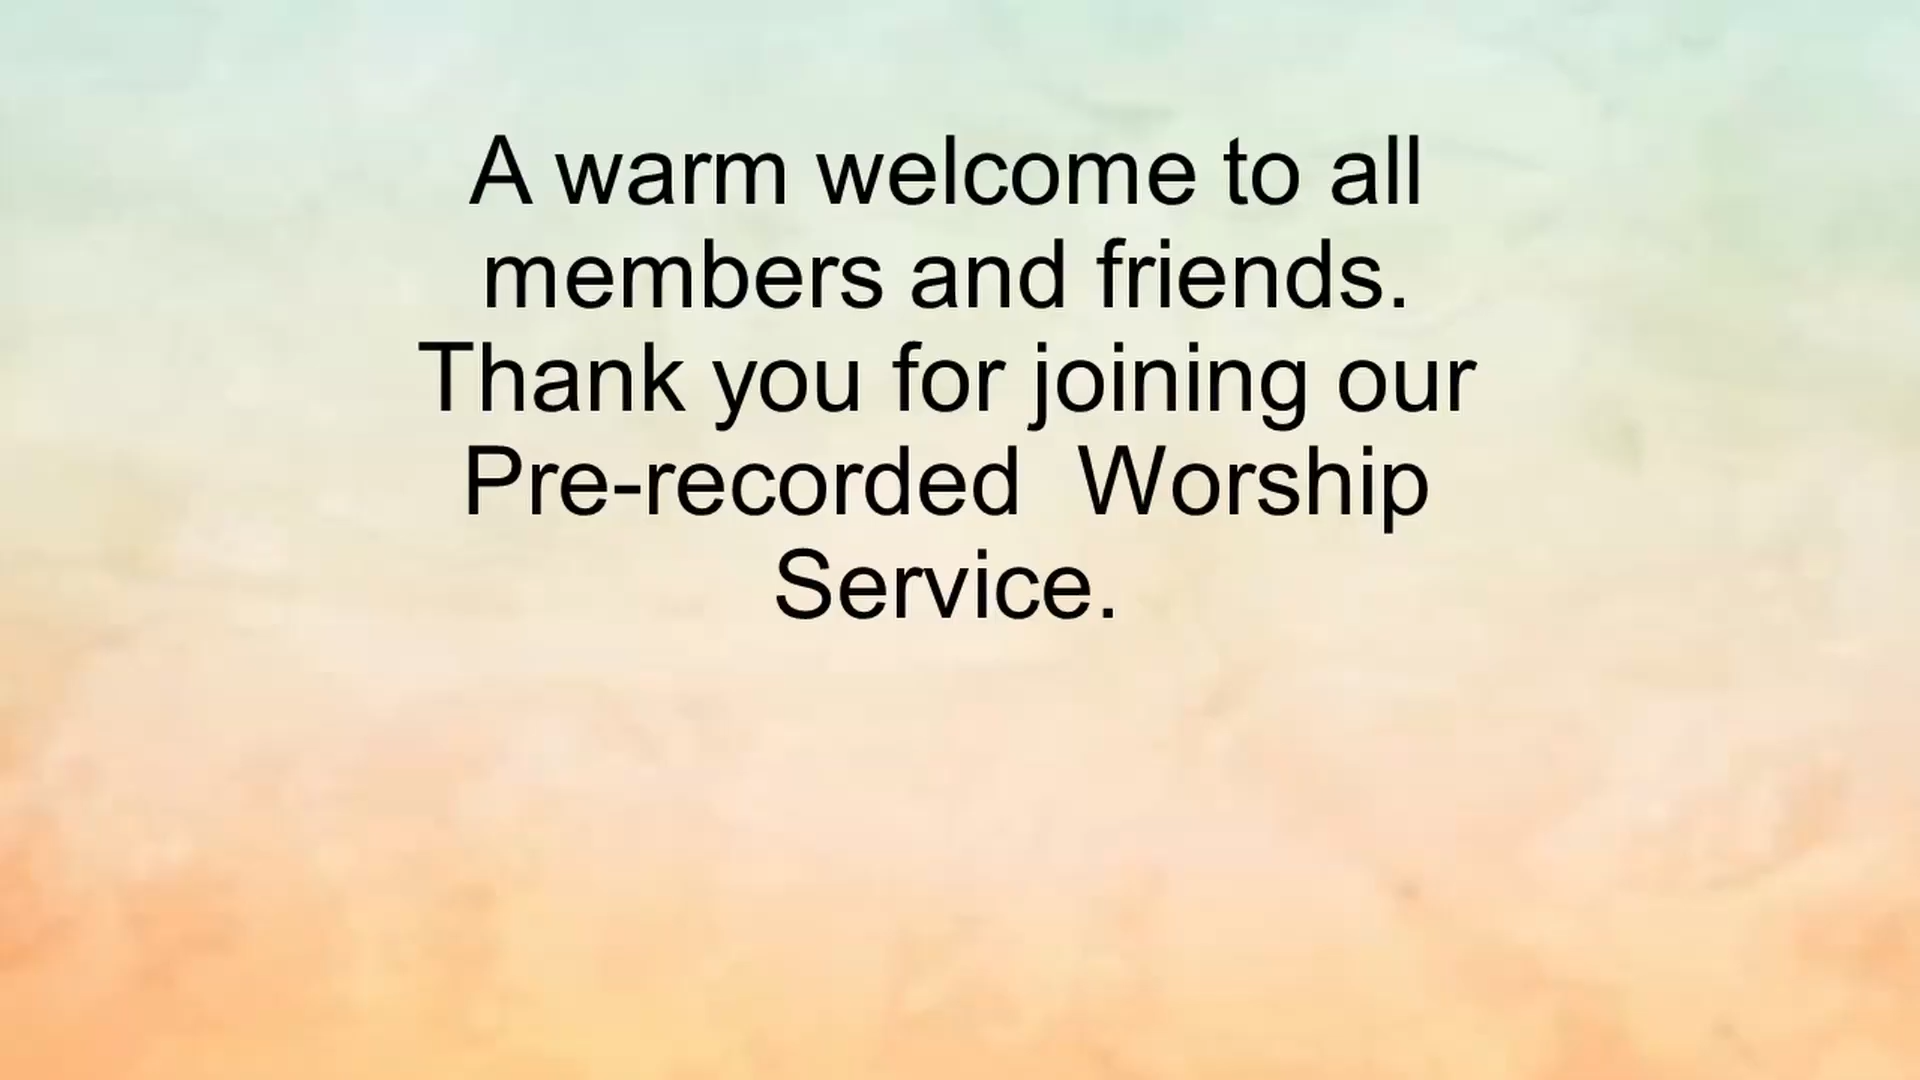 A warm welcome to all
members and friends.
Thank you for joining our
Pre-recorded  Worship
Service.